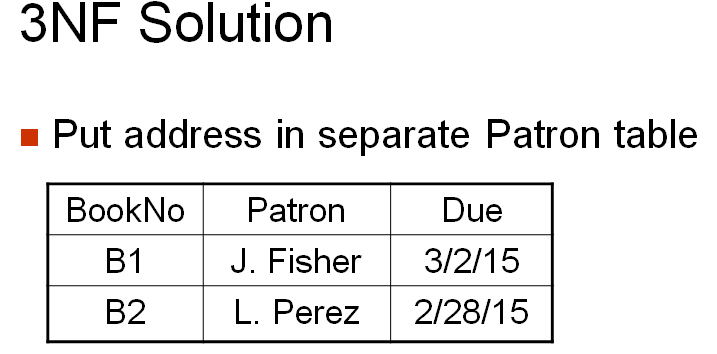 3NF Solution
Put address in separate Patron table
BookNo Patron Due
B1 J. Fisher 3/2/15
B2 L. Perez 2/28/15